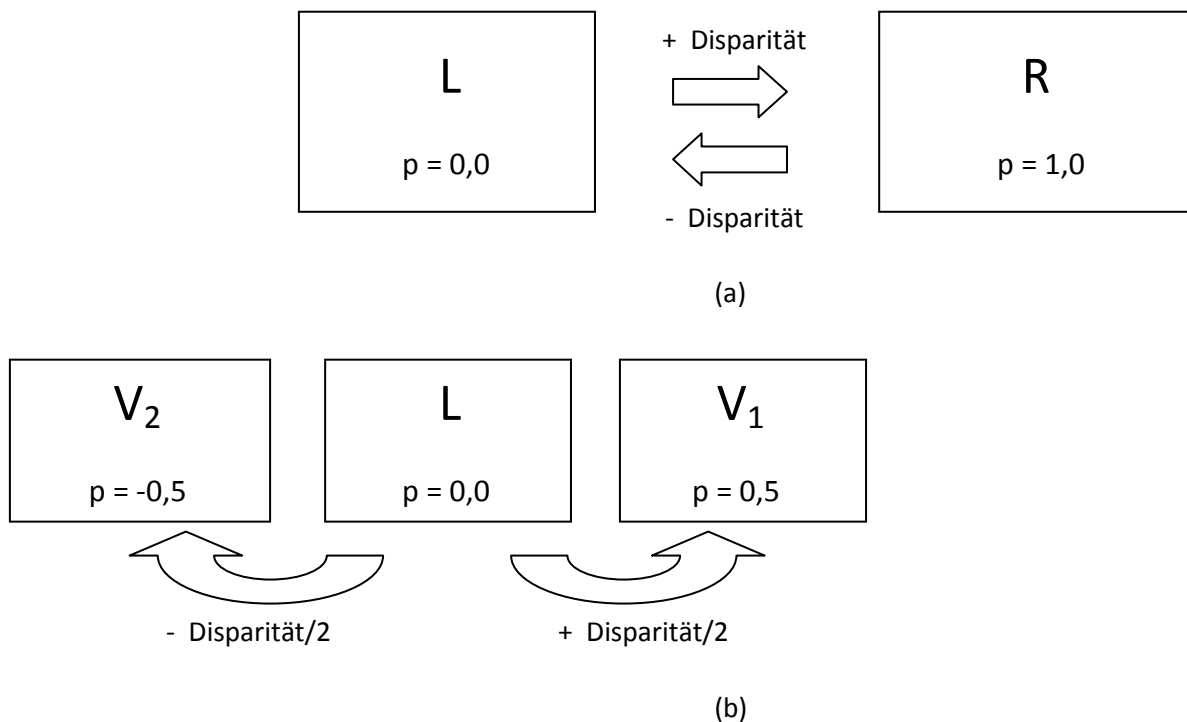 L
+ Disparität
R
p = 0,0
p = 1,0
- Disparität
(a)
V₂
L
V₁
p = -0,5
p = 0,0
p = 0,5
- Disparität/2
+ Disparität/2
(b)